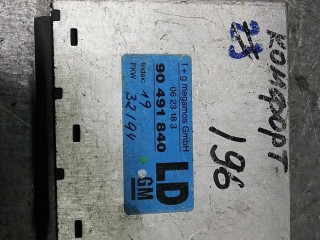 f + g megamos GmbH
06 23 18 3
90 491 840 LD
Index: 19
FKW: 32/94
GM
комфорт
196